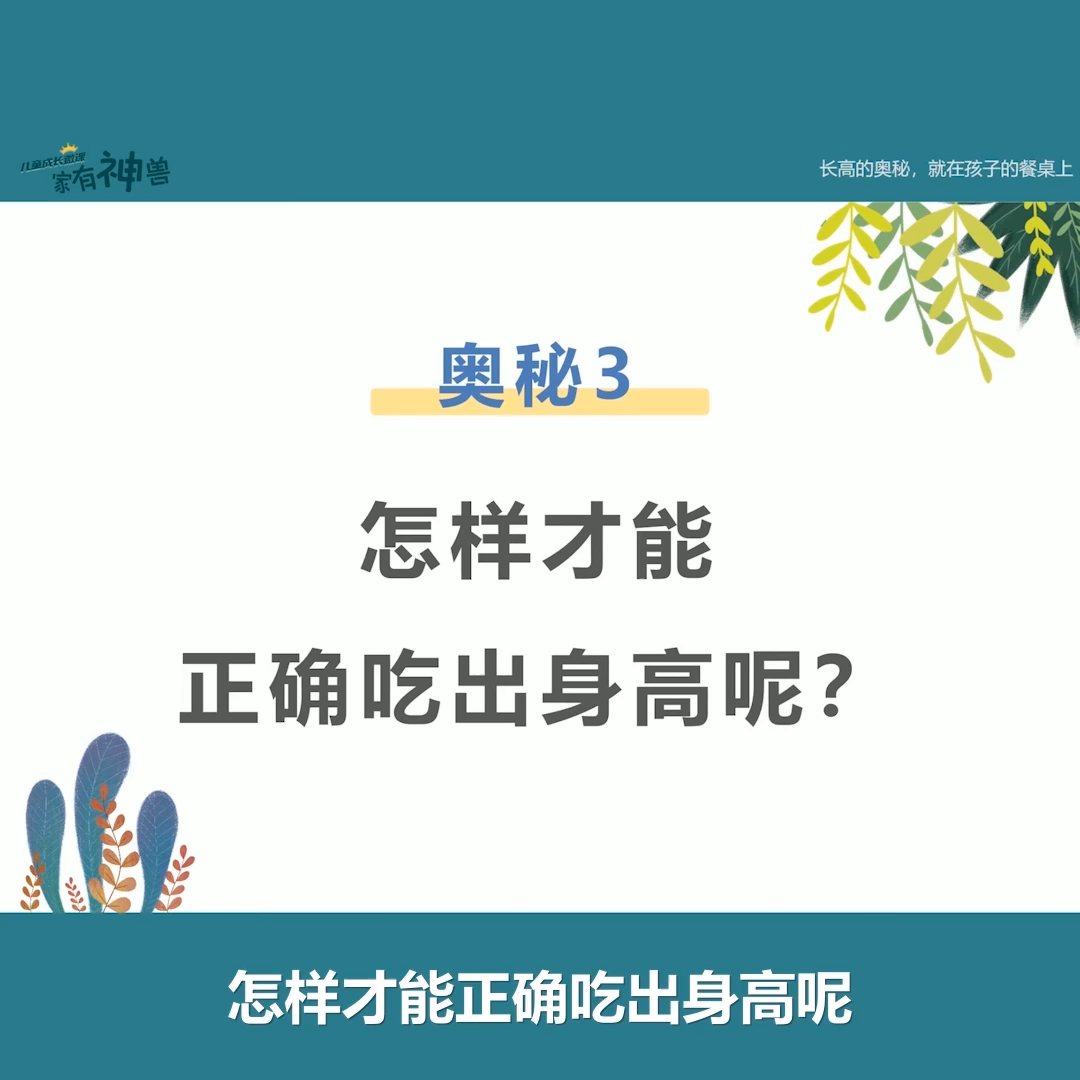 儿童成长微课
家有神兽
长高的奥秘，就在孩子的餐桌上
奥秘3
怎样才能
正确吃出身高呢？
怎样才能正确吃出身高呢